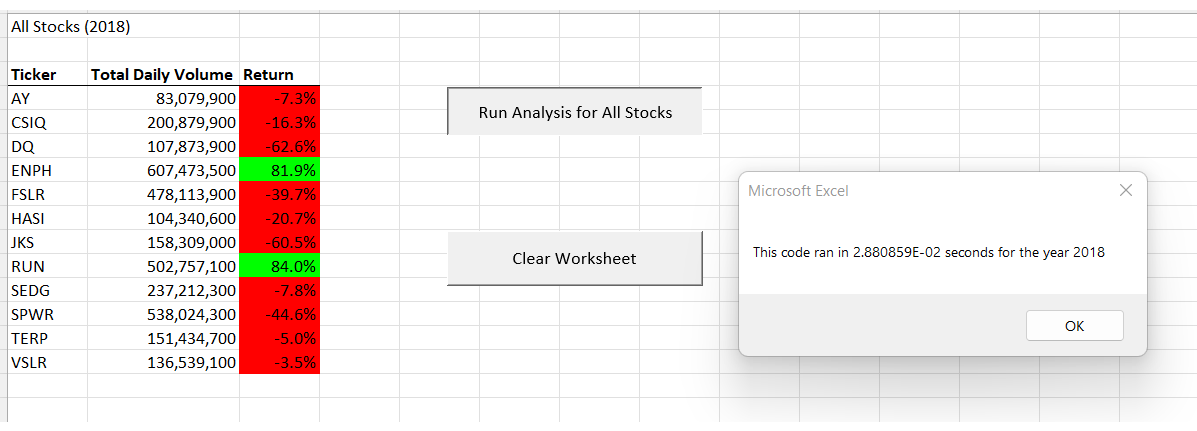 All Stocks (2018)
Ticker Total Daily Volume Return
AY 83,079,900 -7.3%
CSIQ 200,879,900 -16.3%
DQ 107,873,900 -62.6%
ENPH 607,473,500 81.9%
FSLR 478,113,900 -39.7%
HASI 104,340,600 -20.7%
JKS 158,309,000 -60.5%
RUN 502,757,100 84.0%
SEDG 237,212,300 -7.8%
SPWR 538,024,300 -44.6%
TERP 151,434,700 -5.0%
VSLR 136,539,100 -3.5%
Run Analysis for All Stocks
Clear Worksheet
Microsoft Excel
This code ran in 2.880859E-02 seconds for the year 2018
OK